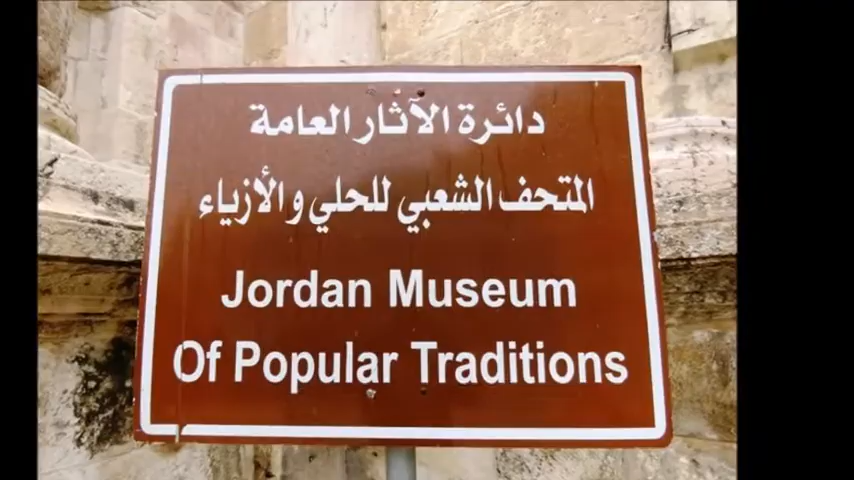 دائرة الآثار العامة
المتحف الشعبي للحلي والأزياء
Jordan Museum
Of Popular Traditions